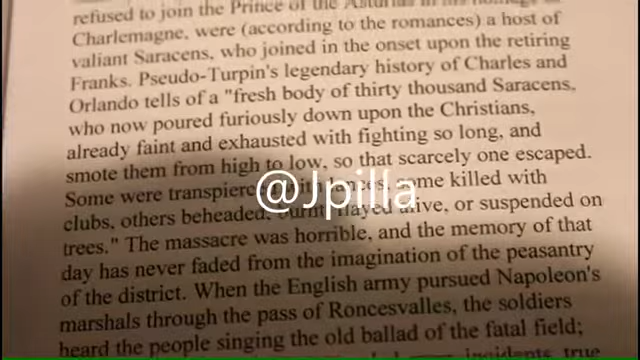 refused to join the Prince of the Asturias in his homage to
Charlemagne, were (according to the romances) a host of
valiant Saracens, who joined in the onset upon the retiring
Franks. Pseudo-Turpin's legendary history of Charles and
Orlando tells of a "fresh body of thirty thousand Saracens,
who now poured furiously down upon the Christians,
already faint and exhausted with fighting so long, and
smote them from high to low, so that scarcely one escaped.
Some were transpierced with lances, some killed with
@Jpilla
clubs, others beheaded, burnt, flayed alive, or suspended on
trees." The massacre was horrible, and the memory of that
day has never faded from the imagination of the peasantry
of the district. When the English army pursued Napoleon's
marshals through the pass of Roncesvalles, the soldiers
heard the people singing the old ballad of the fatal field;
incidents true